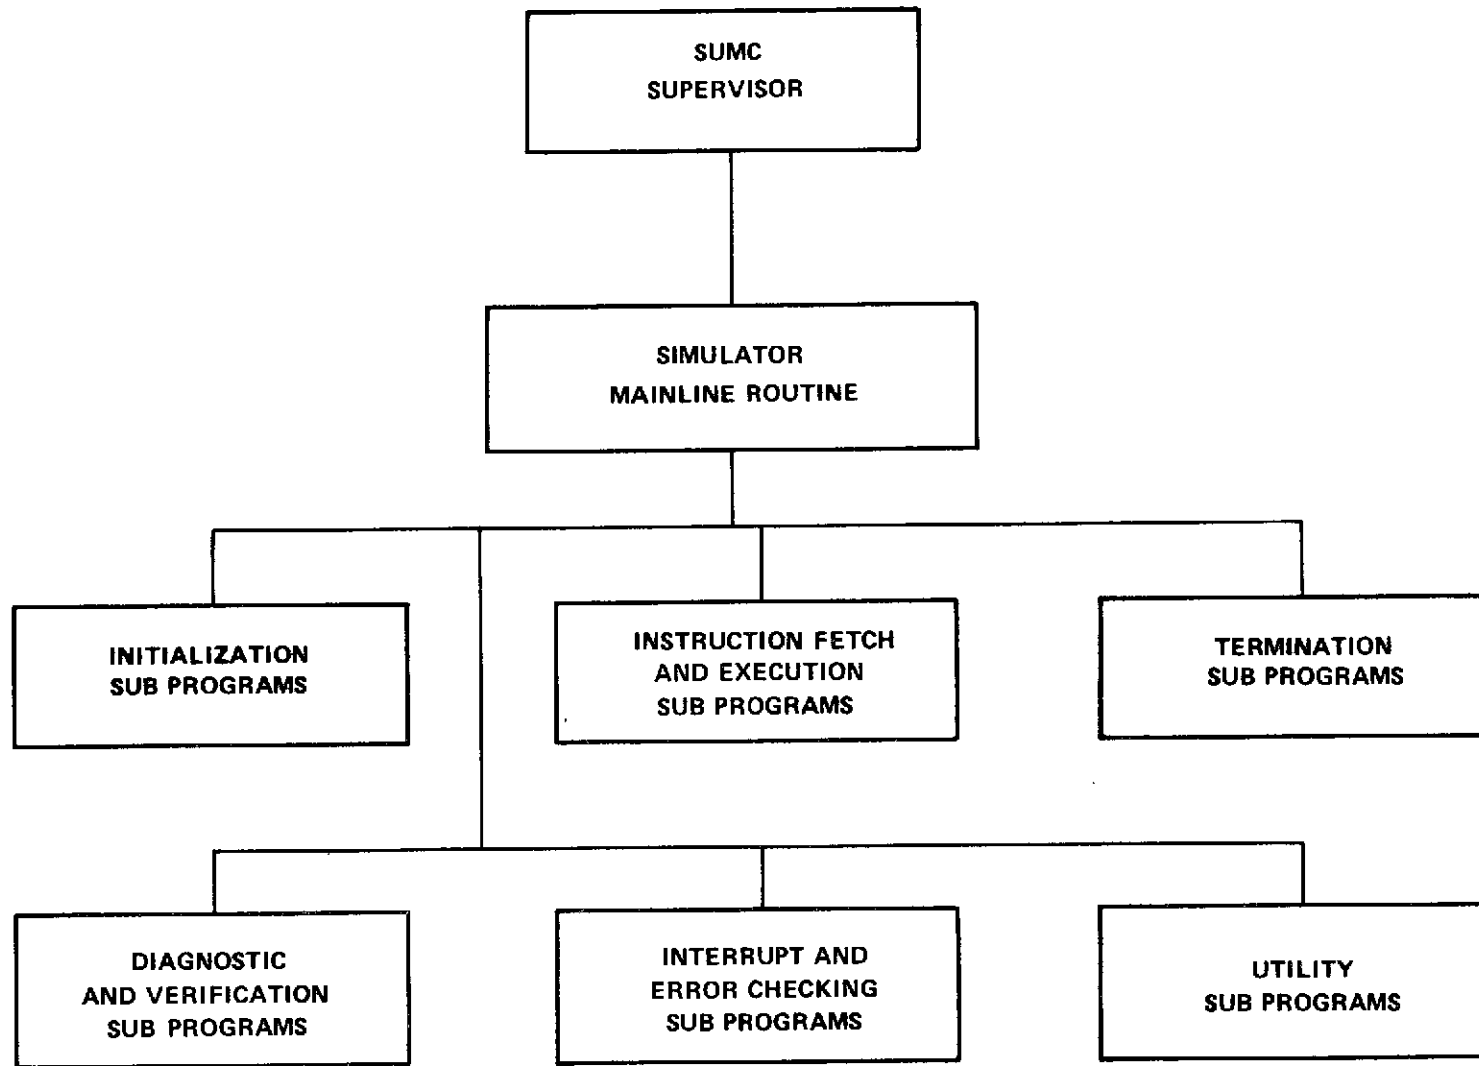 SUMC
SUPERVISOR
SIMULATOR
MAINLINE ROUTINE
INITIALIZATION
SUB PROGRAMS
INSTRUCTION FETCH
AND EXECUTION
SUB PROGRAMS
TERMINATION
SUB PROGRAMS
DIAGNOSTIC
AND VERIFICATION
SUB PROGRAMS
INTERRUPT AND
ERROR CHECKING
SUB PROGRAMS
UTILITY
SUB PROGRAMS